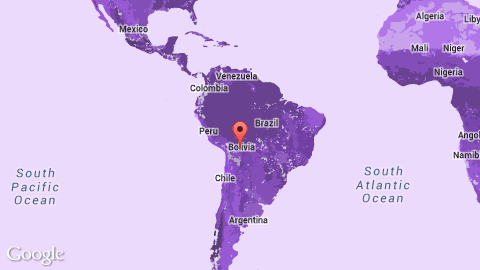 Mexico
Algeria
Liby
Mali
Niger
Nigeria
Venezuela
Colombia
Brazil
Peru
Bolivia
Chile
Argentina
Ango
Namib
South
Pacific
Ocean
South
Atlantic
Ocean
Google